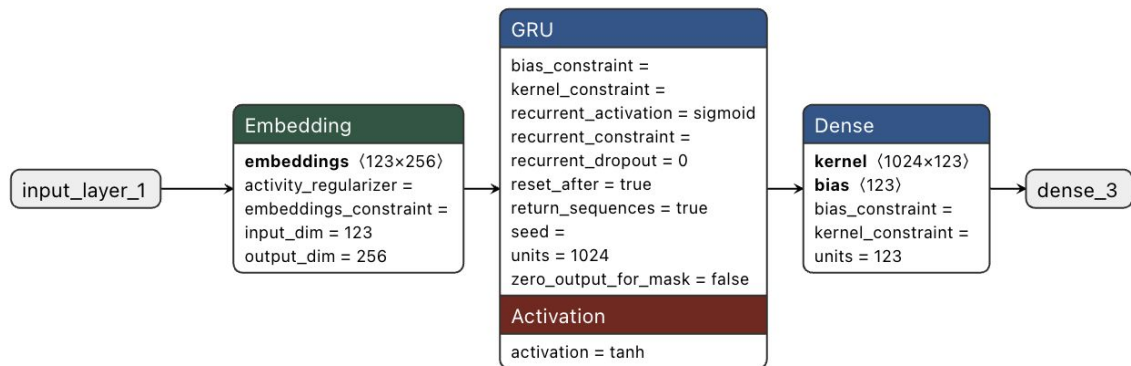 input_layer_1
Embedding
embeddings ⟨123×256⟩
activity_regularizer =
embeddings_constraint =
input_dim = 123
output_dim = 256
GRU
bias_constraint =
kernel_constraint =
recurrent_activation = sigmoid
recurrent_constraint =
recurrent_dropout = 0
reset_after = true
return_sequences = true
seed =
units = 1024
zero_output_for_mask = false
Activation
activation = tanh
Dense
kernel ⟨1024×123⟩
bias ⟨123⟩
bias_constraint =
kernel_constraint =
units = 123
dense_3